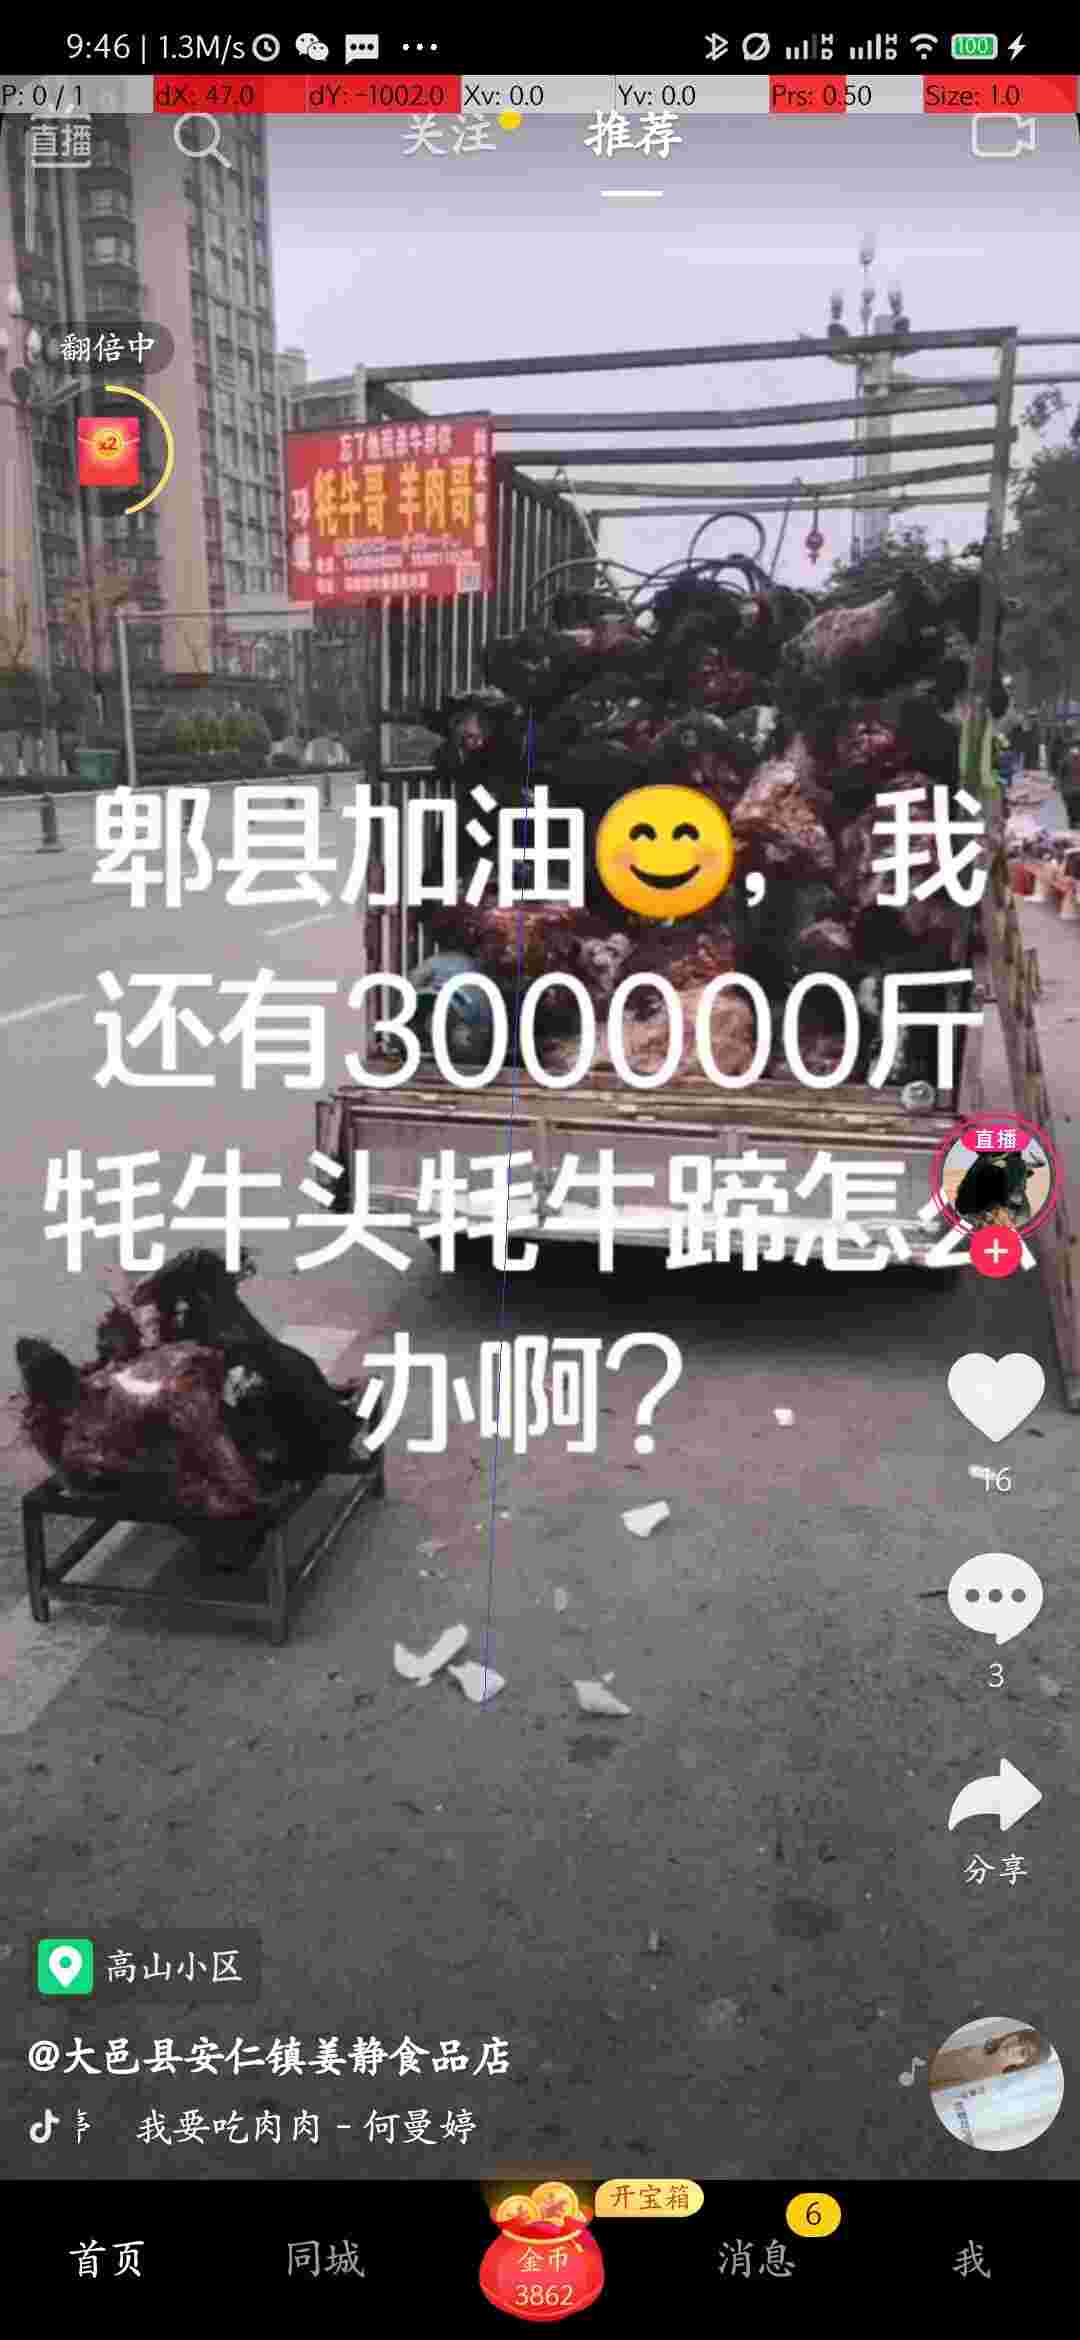 9:46 | 1.3M/s
100
P: 0 / 1
dX: 47.0
dY: -1002.0
Xv: 0.0
Yv: 0.0
Prs: 0.50
Size: 1.0
直播
关注
推荐
翻倍中
x2
牦牛哥 羊肉哥
郫县加油😊，我
还有300000斤
牦牛头牦牛蹄怎么
办啊？
直播
16
3
分享
高山小区
@大邑县安仁镇姜静食品店
我要吃肉肉 - 何曼婷
首页
同城
金币
3862
开宝箱
消息
6
我